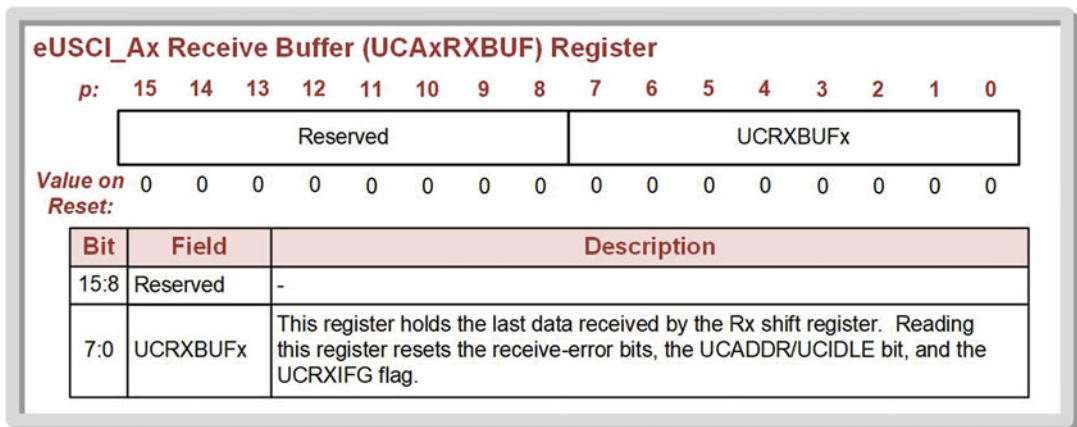 eUSCI_Ax Receive Buffer (UCAxRXBUF) Register
p: 15 14 13 12 11 10 9 8 7 6 5 4 3 2 1 0
Reserved UCRXBUFx
Value on Reset: 0 0 0 0 0 0 0 0 0 0 0 0 0 0 0 0
Bit Field Description
15:8 Reserved -
This register holds the last data received by the Rx shift register. Reading
7:0 UCRXBUFx this register resets the receive-error bits, the UCADDR/UCIDLE bit, and the
UCRXIFG flag.